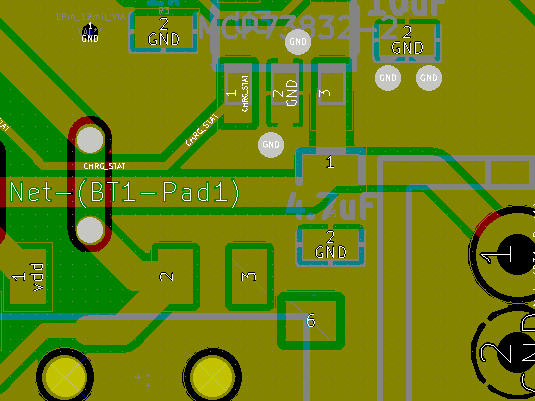 10uF
MCP73832-2
2
GND
2
GND
GND
GND
GND
GND
GND
1
CHRG_STAT
2
GND
3
CHRG_STAT
CHRG_STAT
1
Net-(BT1-Pad1)
4.7uF
2
GND
1
vdd
2
3
6
1
2
GND